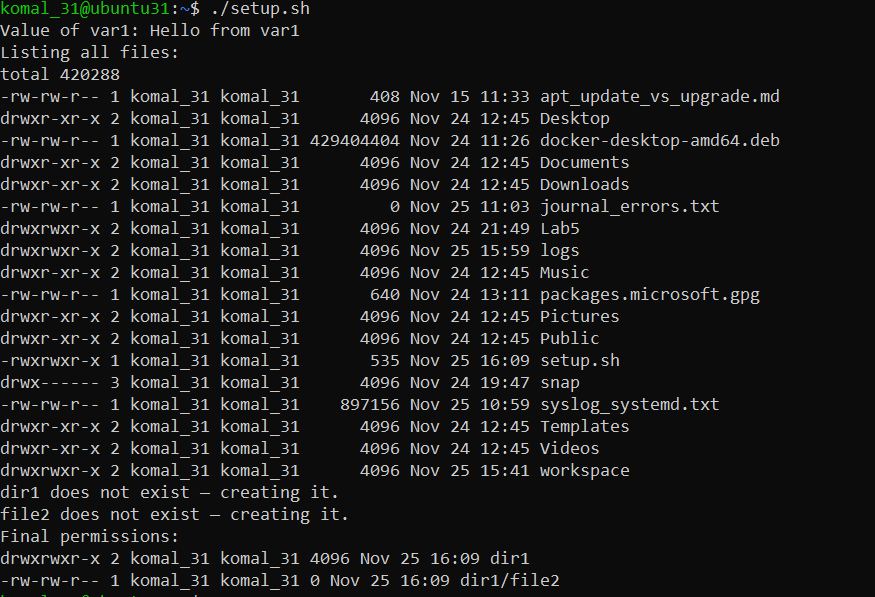 komal_31@ubuntu31:~$ ./setup.sh
Value of var1: Hello from var1
Listing all files:
total 420288
-rw-rw-r-- 1 komal_31 komal_31       408 Nov 15 11:33 apt_update_vs_upgrade.md
drwxr-xr-x 2 komal_31 komal_31      4096 Nov 24 12:45 Desktop
-rw-rw-r-- 1 komal_31 komal_31 429404404 Nov 24 11:26 docker-desktop-amd64.deb
drwxr-xr-x 2 komal_31 komal_31      4096 Nov 24 12:45 Documents
drwxr-xr-x 2 komal_31 komal_31      4096 Nov 24 12:45 Downloads
-rw-rw-r-- 1 komal_31 komal_31         0 Nov 25 11:03 journal_errors.txt
drwxrwxr-x 2 komal_31 komal_31      4096 Nov 24 21:49 Lab5
drwxrwxr-x 2 komal_31 komal_31      4096 Nov 25 15:59 logs
drwxr-xr-x 2 komal_31 komal_31      4096 Nov 24 12:45 Music
-rw-rw-r-- 1 komal_31 komal_31       640 Nov 24 13:11 packages.microsoft.gpg
drwxr-xr-x 2 komal_31 komal_31      4096 Nov 24 12:45 Pictures
drwxr-xr-x 2 komal_31 komal_31      4096 Nov 24 12:45 Public
-rwxrwxr-x 1 komal_31 komal_31       535 Nov 25 16:09 setup.sh
drwx------ 3 komal_31 komal_31      4096 Nov 24 19:47 snap
-rw-rw-r-- 1 komal_31 komal_31    897156 Nov 25 10:59 syslog_systemd.txt
drwxr-xr-x 2 komal_31 komal_31      4096 Nov 24 12:45 Templates
drwxr-xr-x 2 komal_31 komal_31      4096 Nov 24 12:45 Videos
drwxrwxr-x 2 komal_31 komal_31      4096 Nov 25 15:41 workspace
dir1 does not exist — creating it.
file2 does not exist — creating it.
Final permissions:
drwxrwxr-x 2 komal_31 komal_31 4096 Nov 25 16:09 dir1
-rw-rw-r-- 1 komal_31 komal_31 0 Nov 25 16:09 dir1/file2